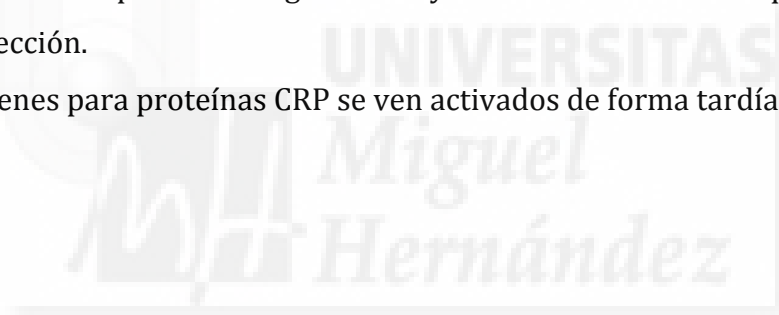 ección.
UNIVERSITAS
enes para proteínas CRP se ven activados de forma tardía
Miguel
Hernández